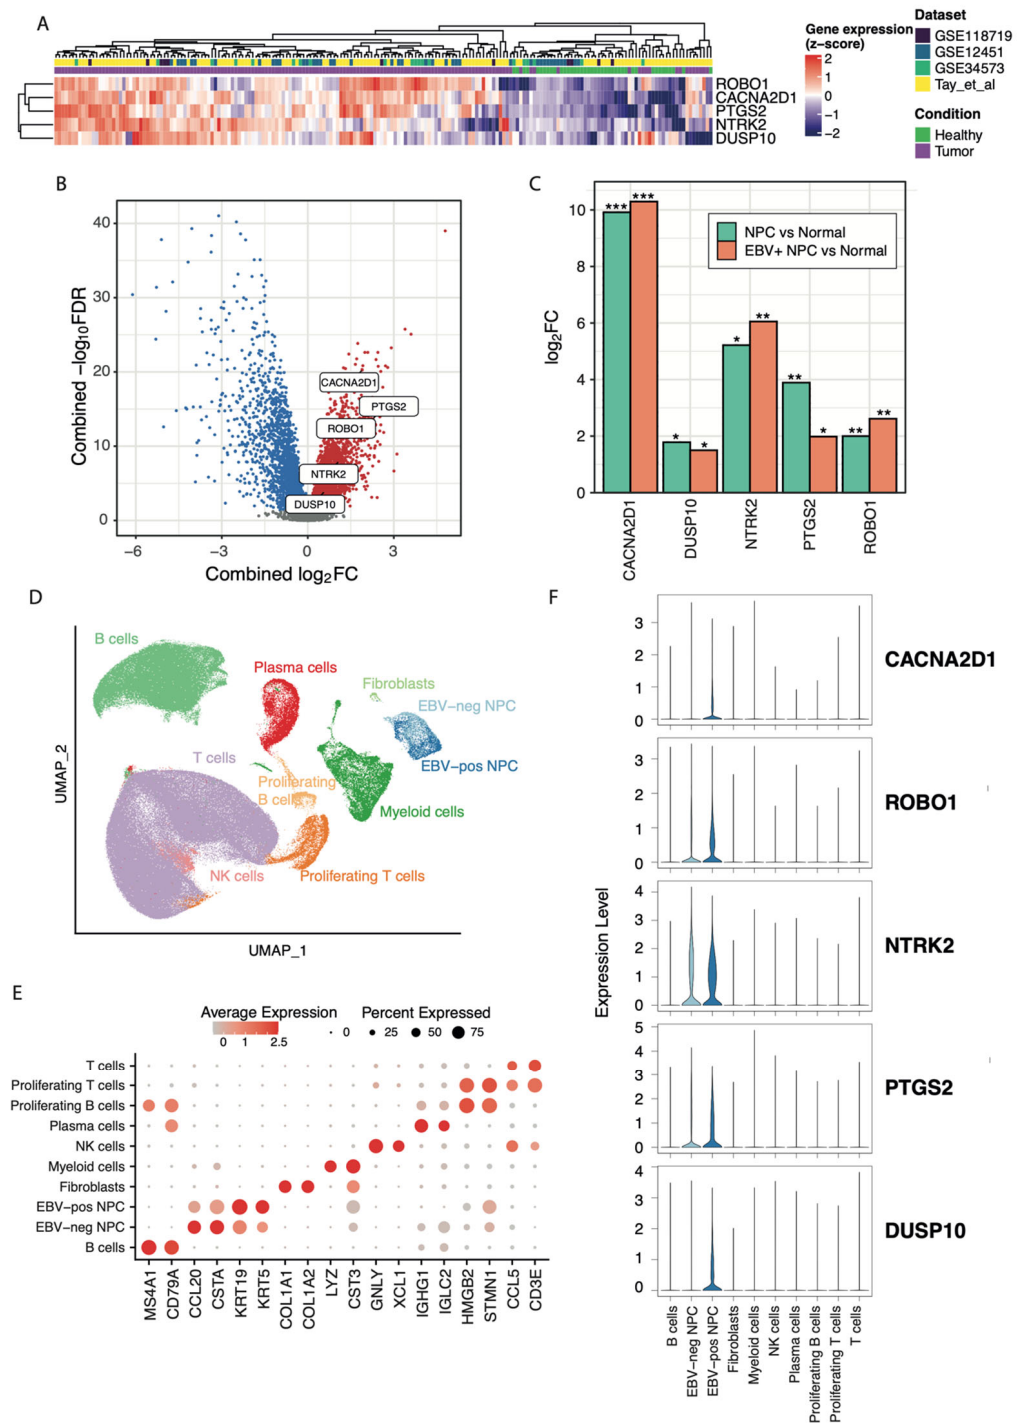 A
Gene expression
(z-score)
2
1
0
−1
−2
Dataset
GSE118719
GSE12451
GSE34573
Tay_et_al
Condition
Healthy
Tumor
ROBO1
CACNA2D1
PTGS2
NTRK2
DUSP10
B
Combined −log10FDR
40
30
20
10
0
CACNA2D1
PTGS2
ROBO1
NTRK2
DUSP10
−6
−3
0
3
Combined log2FC
C
log2FC
10
8
6
4
2
0
NPC vs Normal
EBV+ NPC vs Normal
***
***
*
*
*
**
**
*
**
**
CACNA2D1
DUSP10
NTRK2
PTGS2
ROBO1
D
B cells
Plasma cells
Fibroblasts
EBV−neg NPC
EBV−pos NPC
T cells
Proliferating
B cells
Myeloid cells
NK cells
Proliferating T cells
UMAP_2
UMAP_1
E
Average Expression
0 1 2.5
Percent Expressed
0 25 50 75
T cells
Proliferating T cells
Proliferating B cells
Plasma cells
NK cells
Myeloid cells
Fibroblasts
EBV−pos NPC
EBV−neg NPC
B cells
MS4A1
CD79A
CCL20
CSTA
KRT19
KRT5
COL1A1
COL1A2
LYZ
CST3
GNLY
XCL1
IGHG1
IGLC2
HMGB2
STMN1
CCL5
CD3E
F
Expression Level
3
2
1
0
CACNA2D1
3
2
1
0
ROBO1
4
3
2
1
0
NTRK2
5
4
3
2
1
0
PTGS2
4
3
2
1
0
DUSP10
B cells
EBV−neg NPC
EBV−pos NPC
Fibroblasts
Myeloid cells
NK cells
Plasma cells
Proliferating B cells
Proliferating T cells
T cells